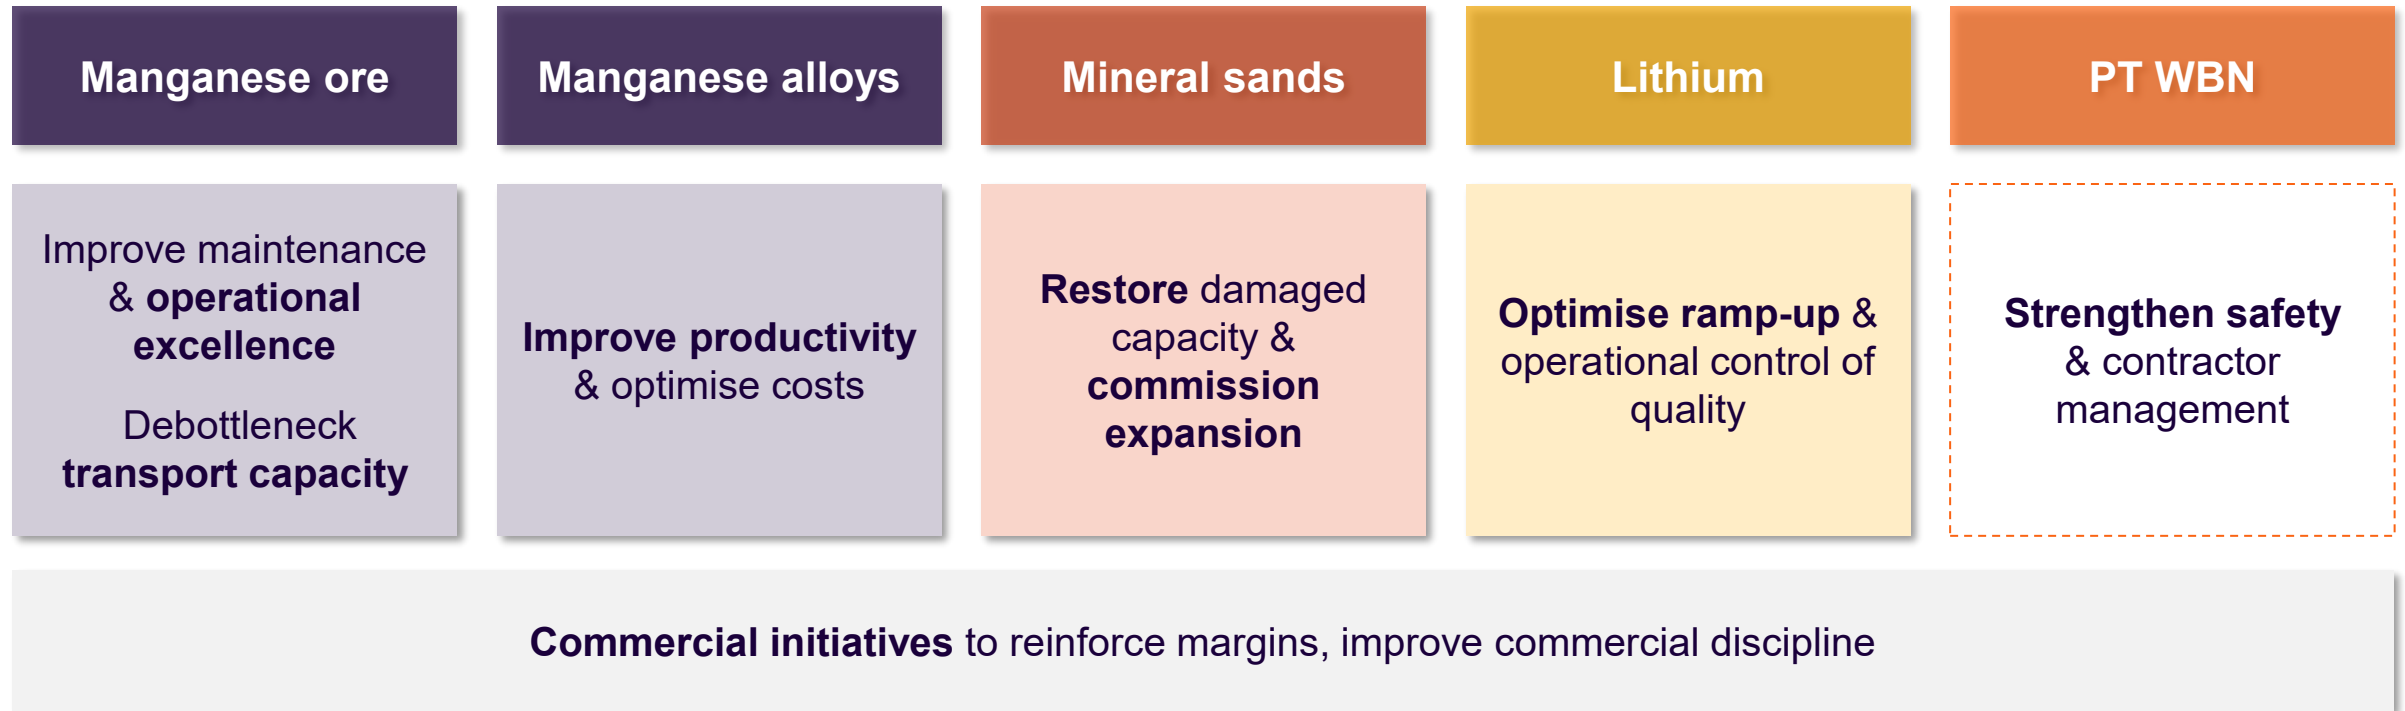 Manganese ore
Manganese alloys
Mineral sands
Lithium
PT WBN
Improve maintenance
& operational
excellence
Debottleneck
transport capacity
Improve productivity
& optimise costs
Restore damaged
capacity &
commission
expansion
Optimise ramp-up &
operational control of
quality
Strengthen safety
& contractor
management
Commercial initiatives to reinforce margins, improve commercial discipline